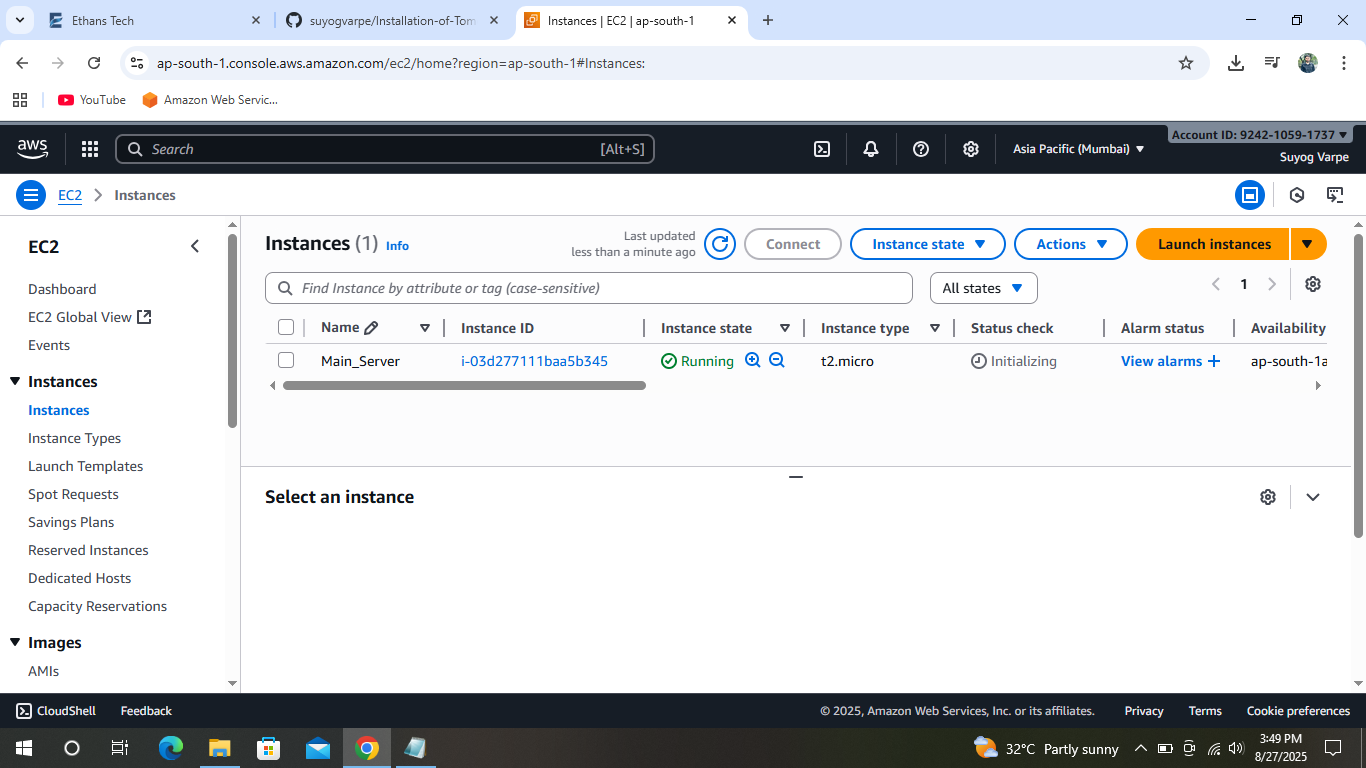 Ethans Tech
suyogvarpe/Installation-of-Tom
Instances | EC2 | ap-south-1
ap-south-1.console.aws.amazon.com/ec2/home?region=ap-south-1#Instances:
YouTube
Amazon Web Servic...
aws
Search
[Alt+S]
Asia Pacific (Mumbai)
Account ID: 9242-1059-1737
Suyog Varpe
EC2
Instances
EC2
Dashboard
EC2 Global View
Events
Instances
Instances
Instance Types
Launch Templates
Spot Requests
Savings Plans
Reserved Instances
Dedicated Hosts
Capacity Reservations
Images
AMIs
Instances (1) Info
Last updated
less than a minute ago
Connect
Instance state
Actions
Launch instances
Find Instance by attribute or tag (case-sensitive)
All states
1
Name Instance ID Instance state Instance type Status check Alarm status Availability
Main_Server i-03d277111baa5b345 Running t2.micro Initializing View alarms + ap-south-1a
Select an instance
CloudShell Feedback © 2025, Amazon Web Services, Inc. or its affiliates. Privacy Terms Cookie preferences
32°C Partly sunny
3:49 PM
8/27/2025